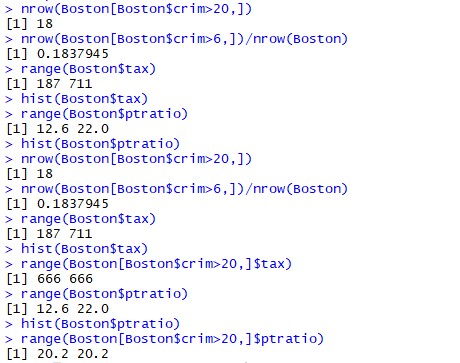 > nrow(Boston[Boston$crim>20,])
[1] 18
> nrow(Boston[Boston$crim>6,])/nrow(Boston)
[1] 0.1837945
> range(Boston$tax)
[1] 187 711
> hist(Boston$tax)
> range(Boston$ptratio)
[1] 12.6 22.0
> hist(Boston$ptratio)
> nrow(Boston[Boston$crim>20,])
[1] 18
> nrow(Boston[Boston$crim>6,])/nrow(Boston)
[1] 0.1837945
> range(Boston$tax)
[1] 187 711
> hist(Boston$tax)
> range(Boston[Boston$crim>20,]$tax)
[1] 666 666
> range(Boston$ptratio)
[1] 12.6 22.0
> hist(Boston$ptratio)
> range(Boston[Boston$crim>20,]$ptratio)
[1] 20.2 20.2